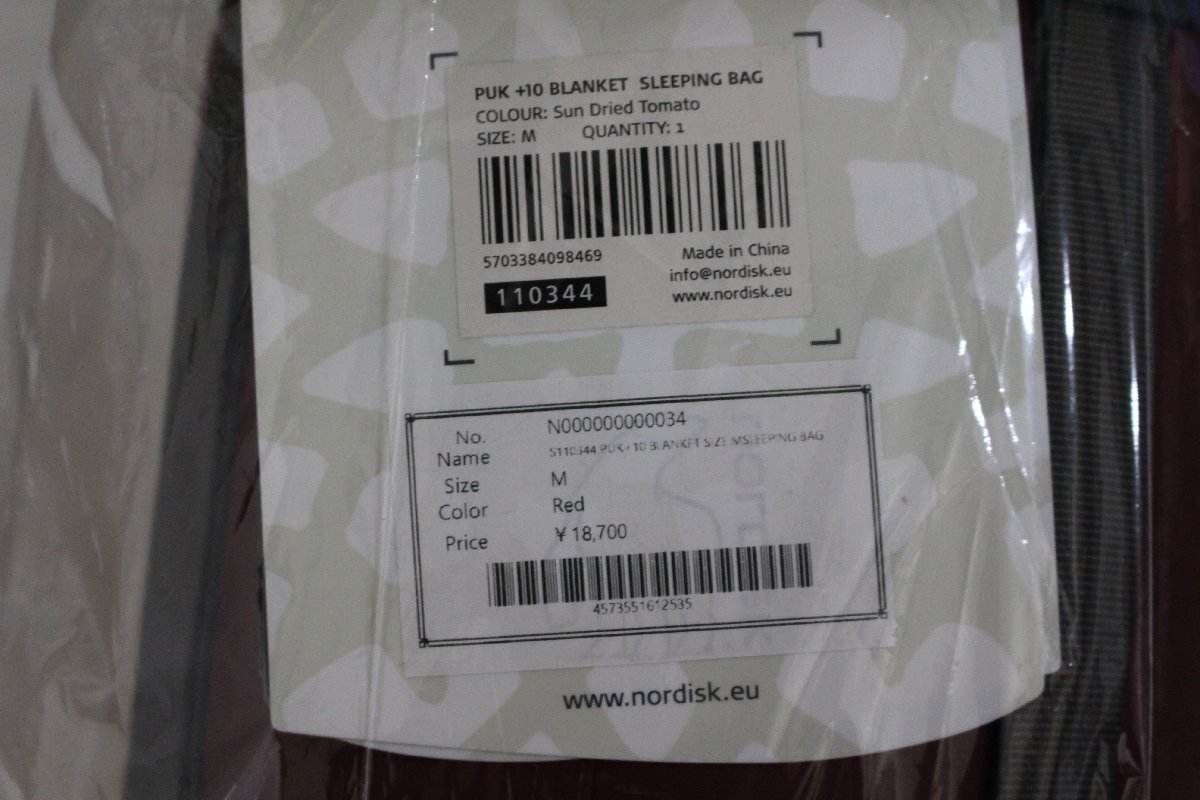 PUK +10 BLANKET SLEEPING BAG
COLOUR: Sun Dried Tomato
SIZE: M QUANTITY: 1
5703384098469
Made in China
info@nordisk.eu
110344
www.nordisk.eu
No. N000000000034
Name S110344 PUK+10 BLANKET SIZE MSLEEPING BAG
Size M
Color Red
Price ¥ 18,700
4573551612535
www.nordisk.eu